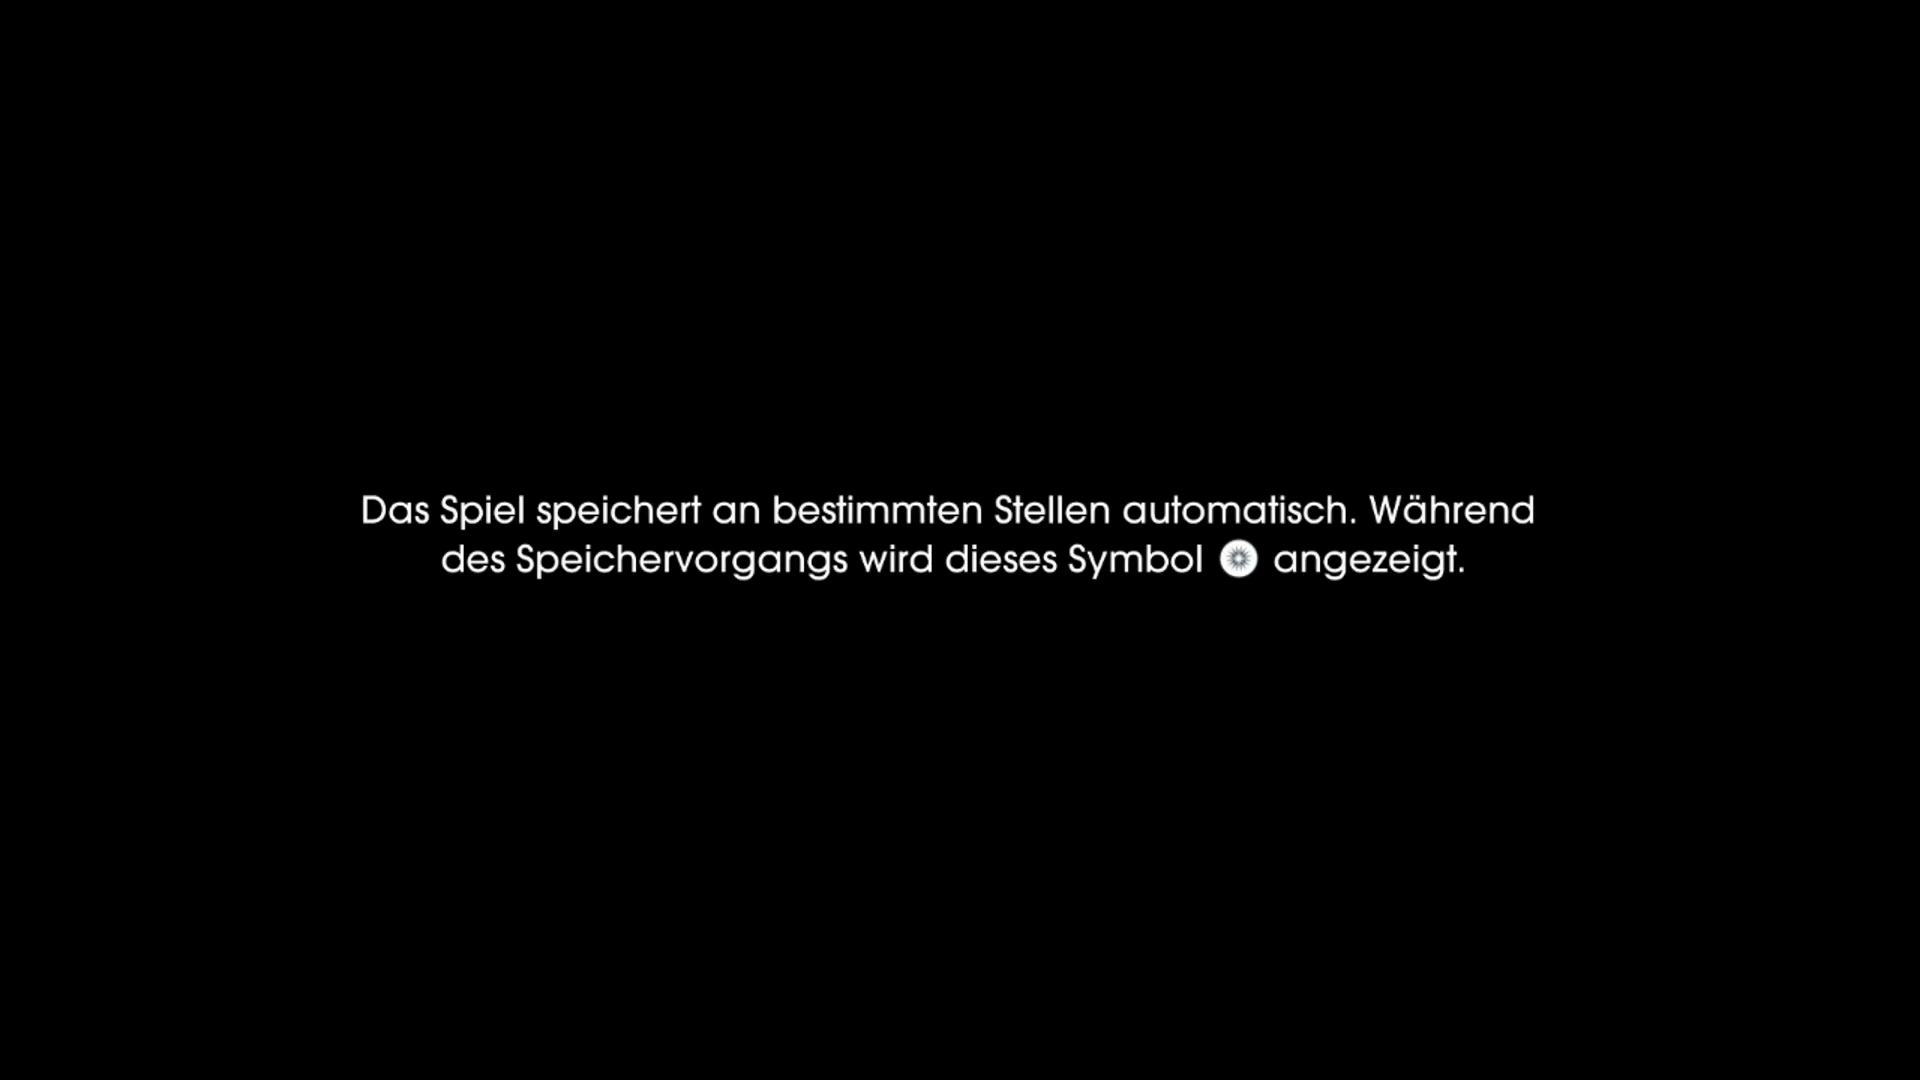 Das Spiel speichert an bestimmten Stellen automatisch. Während
des Speichervorgangs wird dieses Symbol angezeigt.